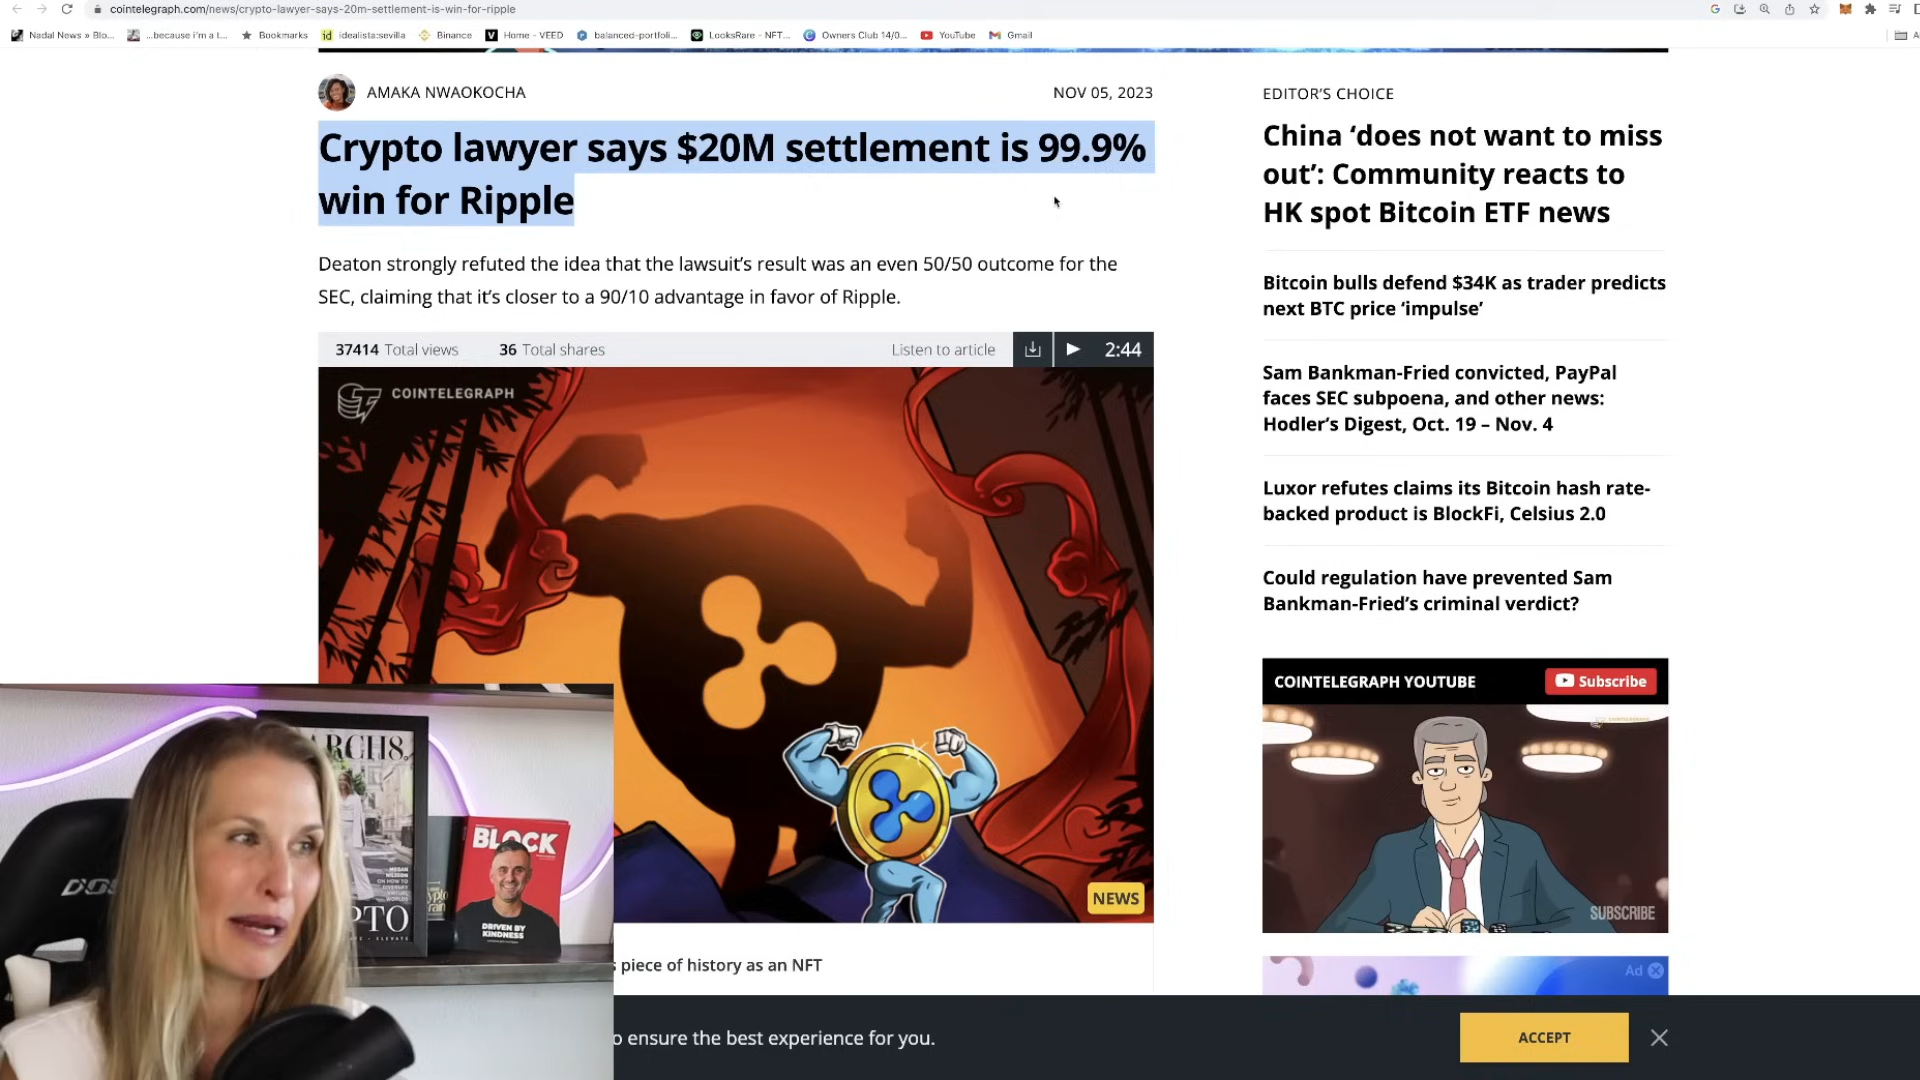 cointelegraph.com/news/crypto-lawyer-says-20m-settlement-is-win-for-ripple
Nadal News » Blo...
...because i'm a l...
Bookmarks
idealista:sevilla
Binance
Home - VEED
balanced-portfoli...
LooksRare - NFT...
Owners Club 14/0...
YouTube
Gmail
AMAKA NWAOKOCHA
NOV 05, 2023
Crypto lawyer says $20M settlement is 99.9%
win for Ripple
Deaton strongly refuted the idea that the lawsuit's result was an even 50/50 outcome for the
SEC, claiming that it's closer to a 90/10 advantage in favor of Ripple.
37414 Total views
36 Total shares
Listen to article
2:44
COINTELEGRAPH
NEWS
piece of history as an NFT
o ensure the best experience for you.
ACCEPT
EDITOR'S CHOICE
China ‘does not want to miss
out’: Community reacts to
HK spot Bitcoin ETF news
Bitcoin bulls defend $34K as trader predicts
next BTC price ‘impulse’
Sam Bankman-Fried convicted, PayPal
faces SEC subpoena, and other news:
Hodler's Digest, Oct. 19 – Nov. 4
Luxor refutes claims its Bitcoin hash rate-
backed product is BlockFi, Celsius 2.0
Could regulation have prevented Sam
Bankman-Fried's criminal verdict?
COINTELEGRAPH YOUTUBE
Subscribe
SUBSCRIBE
Ad
ARCH8.
PTO
BLOCK
DRIVEN BY
KINDNESS